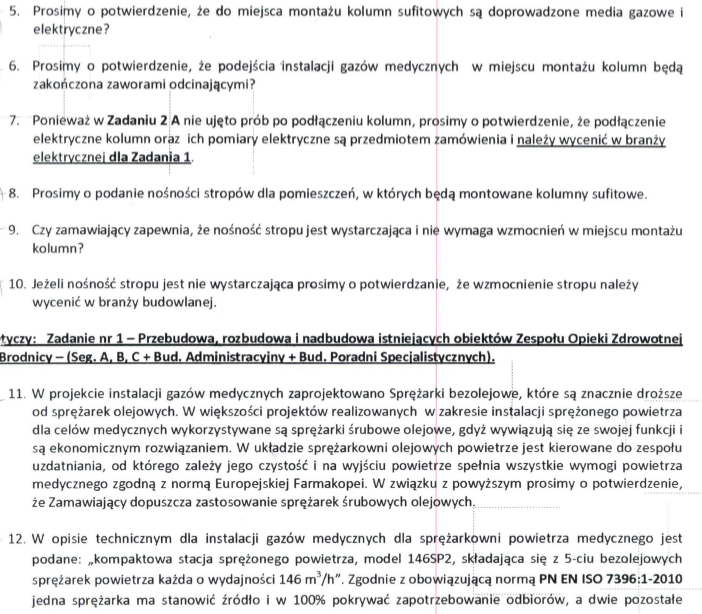 5. Prosimy o potwierdzenie, że do miejsca montażu kolumn sufitowych są doprowadzone media gazowe i
elektryczne?
6. Prosimy o potwierdzenie, że podejścia instalacji gazów medycznych w miejscu montażu kolumn będą
zakończona zaworami odcinającymi?
7. Ponieważ w Zadaniu 2 A nie ujęto prób po podłączeniu kolumn, prosimy o potwierdzenie, że podłączenie
elektryczne kolumn oraz ich pomiary elektryczne są przedmiotem zamówienia i należy wycenić w branży
elektrycznej dla Zadania 1.
8. Prosimy o podanie nośności stropów dla pomieszczeń, w których będą montowane kolumny sufitowe.
9. Czy zamawiający zapewnia, że nośność stropu jest wystarczająca i nie wymaga wzmocnień w miejscu montażu
kolumn?
10. Jeżeli nośność stropu jest nie wystarczająca prosimy o potwierdzanie, że wzmocnienie stropu należy
wycenić w branży budowlanej.
tyczy: Zadanie nr 1 – Przebudowa, rozbudowa i nadbudowa istniejących obiektów Zespołu Opieki Zdrowotnej
Brodnicy – (Seg. A, B, C + Bud. Administracyjny + Bud. Poradni Specjalistycznych).
11. W projekcie instalacji gazów medycznych zaprojektowano Sprężarki bezolejowe, które są znacznie droższe
od sprężarek olejowych. W większości projektów realizowanych w zakresie instalacji sprężonego powietrza
dla celów medycznych wykorzystywane są sprężarki śrubowe olejowe, gdyż wywiązują się ze swojej funkcji i
są ekonomicznym rozwiązaniem. W układzie sprężarkowni olejowych powietrze jest kierowane do zespołu
uzdatniania, od którego zależy jego czystość i na wyjściu powietrze spełnia wszystkie wymogi powietrza
medycznego zgodną z normą Europejskiej Farmakopei. W związku z powyższym prosimy o potwierdzenie,
że Zamawiający dopuszcza zastosowanie sprężarek śrubowych olejowych.
12. W opisie technicznym dla instalacji gazów medycznych dla sprężarkowni powietrza medycznego jest
podane: „kompaktowa stacja sprężonego powietrza, model 146SP2, składająca się z 5-ciu bezolejowych
sprężarek powietrza każda o wydajności 146 m³/h”. Zgodnie z obowiązującą normą PN EN ISO 7396:1-2010
jedna sprężarka ma stanowić źródło i w 100% pokrywać zapotrzebowanie odbiorów, a dwie pozostałe